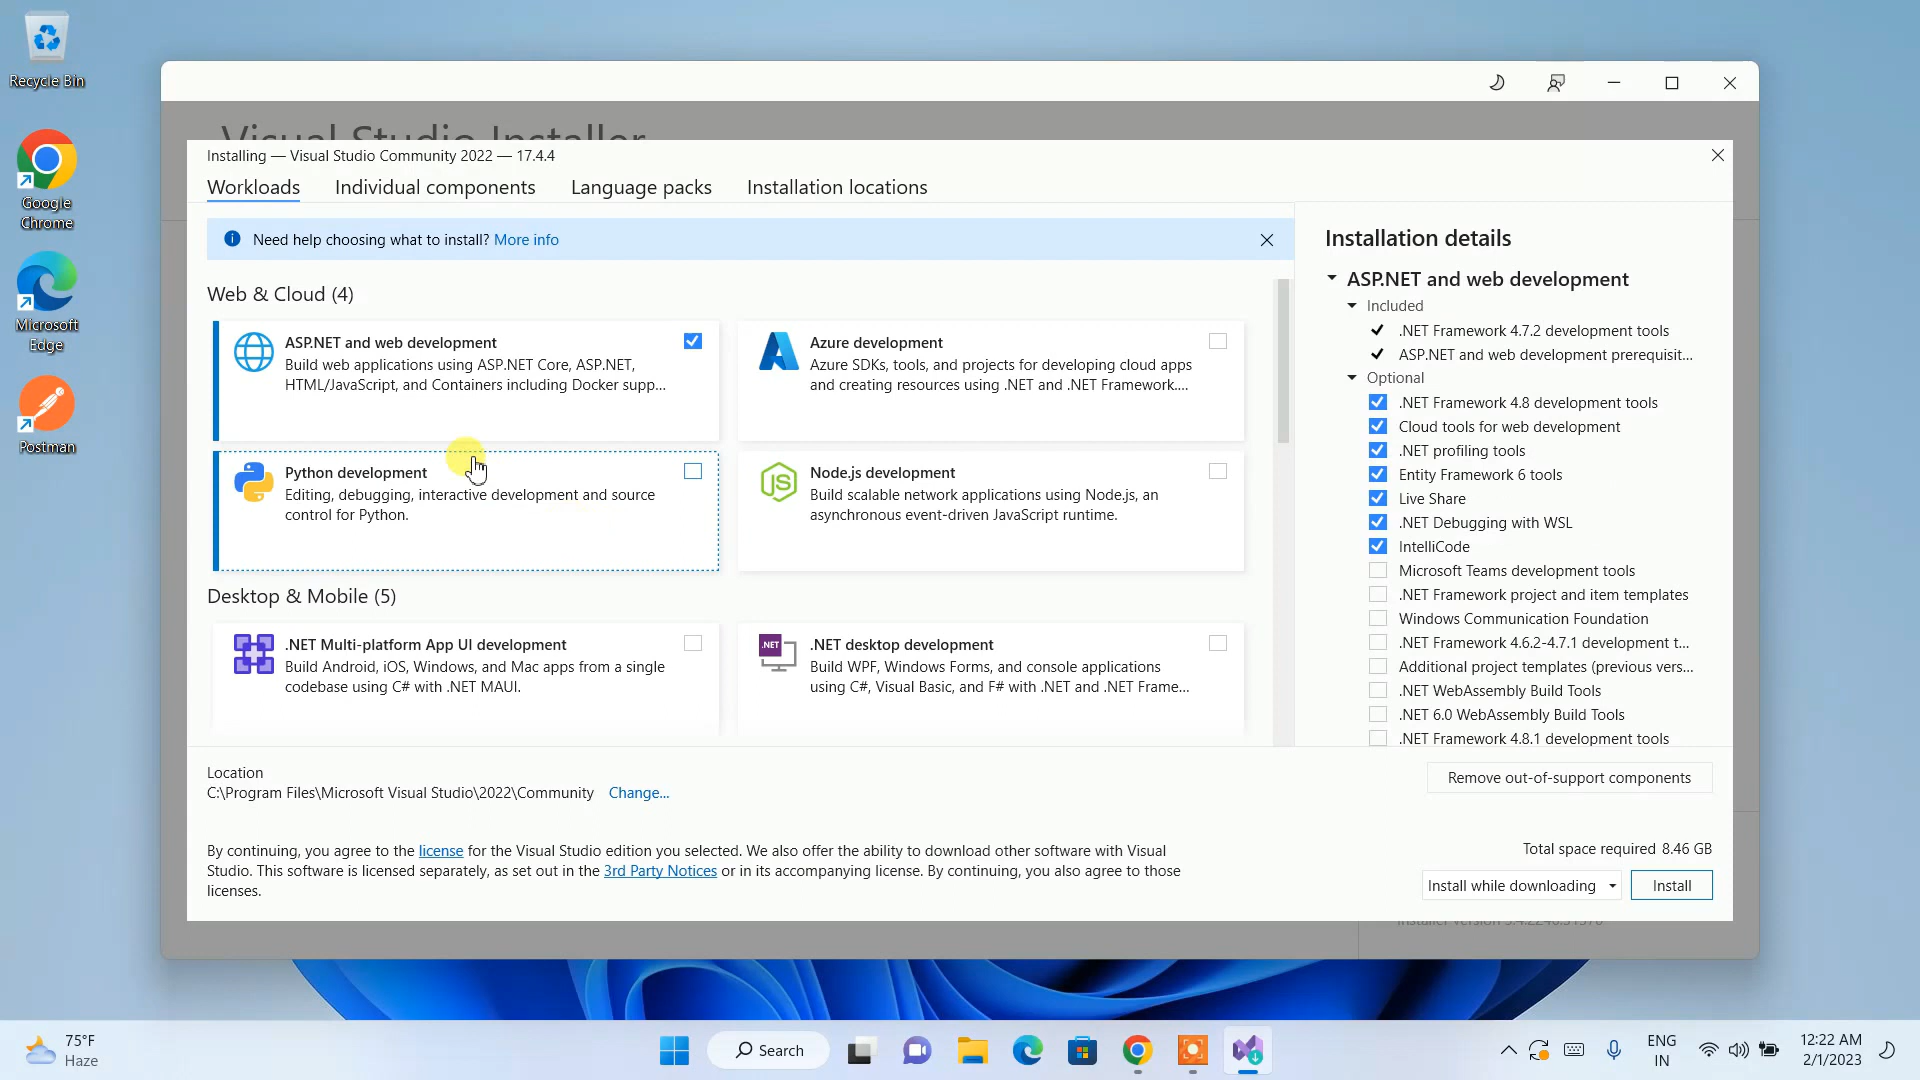 Recycle Bin
Google
Chrome
Microsoft
Edge
Postman
Visual Studio Installer
Installing — Visual Studio Community 2022 — 17.4.4
Workloads
Individual components
Language packs
Installation locations
Need help choosing what to install? More info
Web & Cloud (4)
ASP.NET and web development
Build web applications using ASP.NET Core, ASP.NET,
HTML/JavaScript, and Containers including Docker supp...
Azure development
Azure SDKs, tools, and projects for developing cloud apps
and creating resources using .NET and .NET Framework....
Python development
Editing, debugging, interactive development and source
control for Python.
Node.js development
Build scalable network applications using Node.js, an
asynchronous event-driven JavaScript runtime.
Desktop & Mobile (5)
.NET Multi-platform App UI development
Build Android, iOS, Windows, and Mac apps from a single
codebase using C# with .NET MAUI.
.NET
.NET desktop development
Build WPF, Windows Forms, and console applications
using C#, Visual Basic, and F# with .NET and .NET Frame...
Installation details
ASP.NET and web development
Included
.NET Framework 4.7.2 development tools
ASP.NET and web development prerequisit...
Optional
.NET Framework 4.8 development tools
Cloud tools for web development
.NET profiling tools
Entity Framework 6 tools
Live Share
.NET Debugging with WSL
IntelliCode
Microsoft Teams development tools
.NET Framework project and item templates
Windows Communication Foundation
.NET Framework 4.6.2-4.7.1 development t...
Additional project templates (previous vers...
.NET WebAssembly Build Tools
.NET 6.0 WebAssembly Build Tools
.NET Framework 4.8.1 development tools
Location
C:\Program Files\Microsoft Visual Studio\2022\Community Change...
Remove out-of-support components
By continuing, you agree to the license for the Visual Studio edition you selected. We also offer the ability to download other software with Visual
Studio. This software is licensed separately, as set out in the 3rd Party Notices or in its accompanying license. By continuing, you also agree to those
licenses.
Total space required 8.46 GB
Install while downloading
Install
75°F
Haze
Search
ENG
IN
12:22 AM
2/1/2023